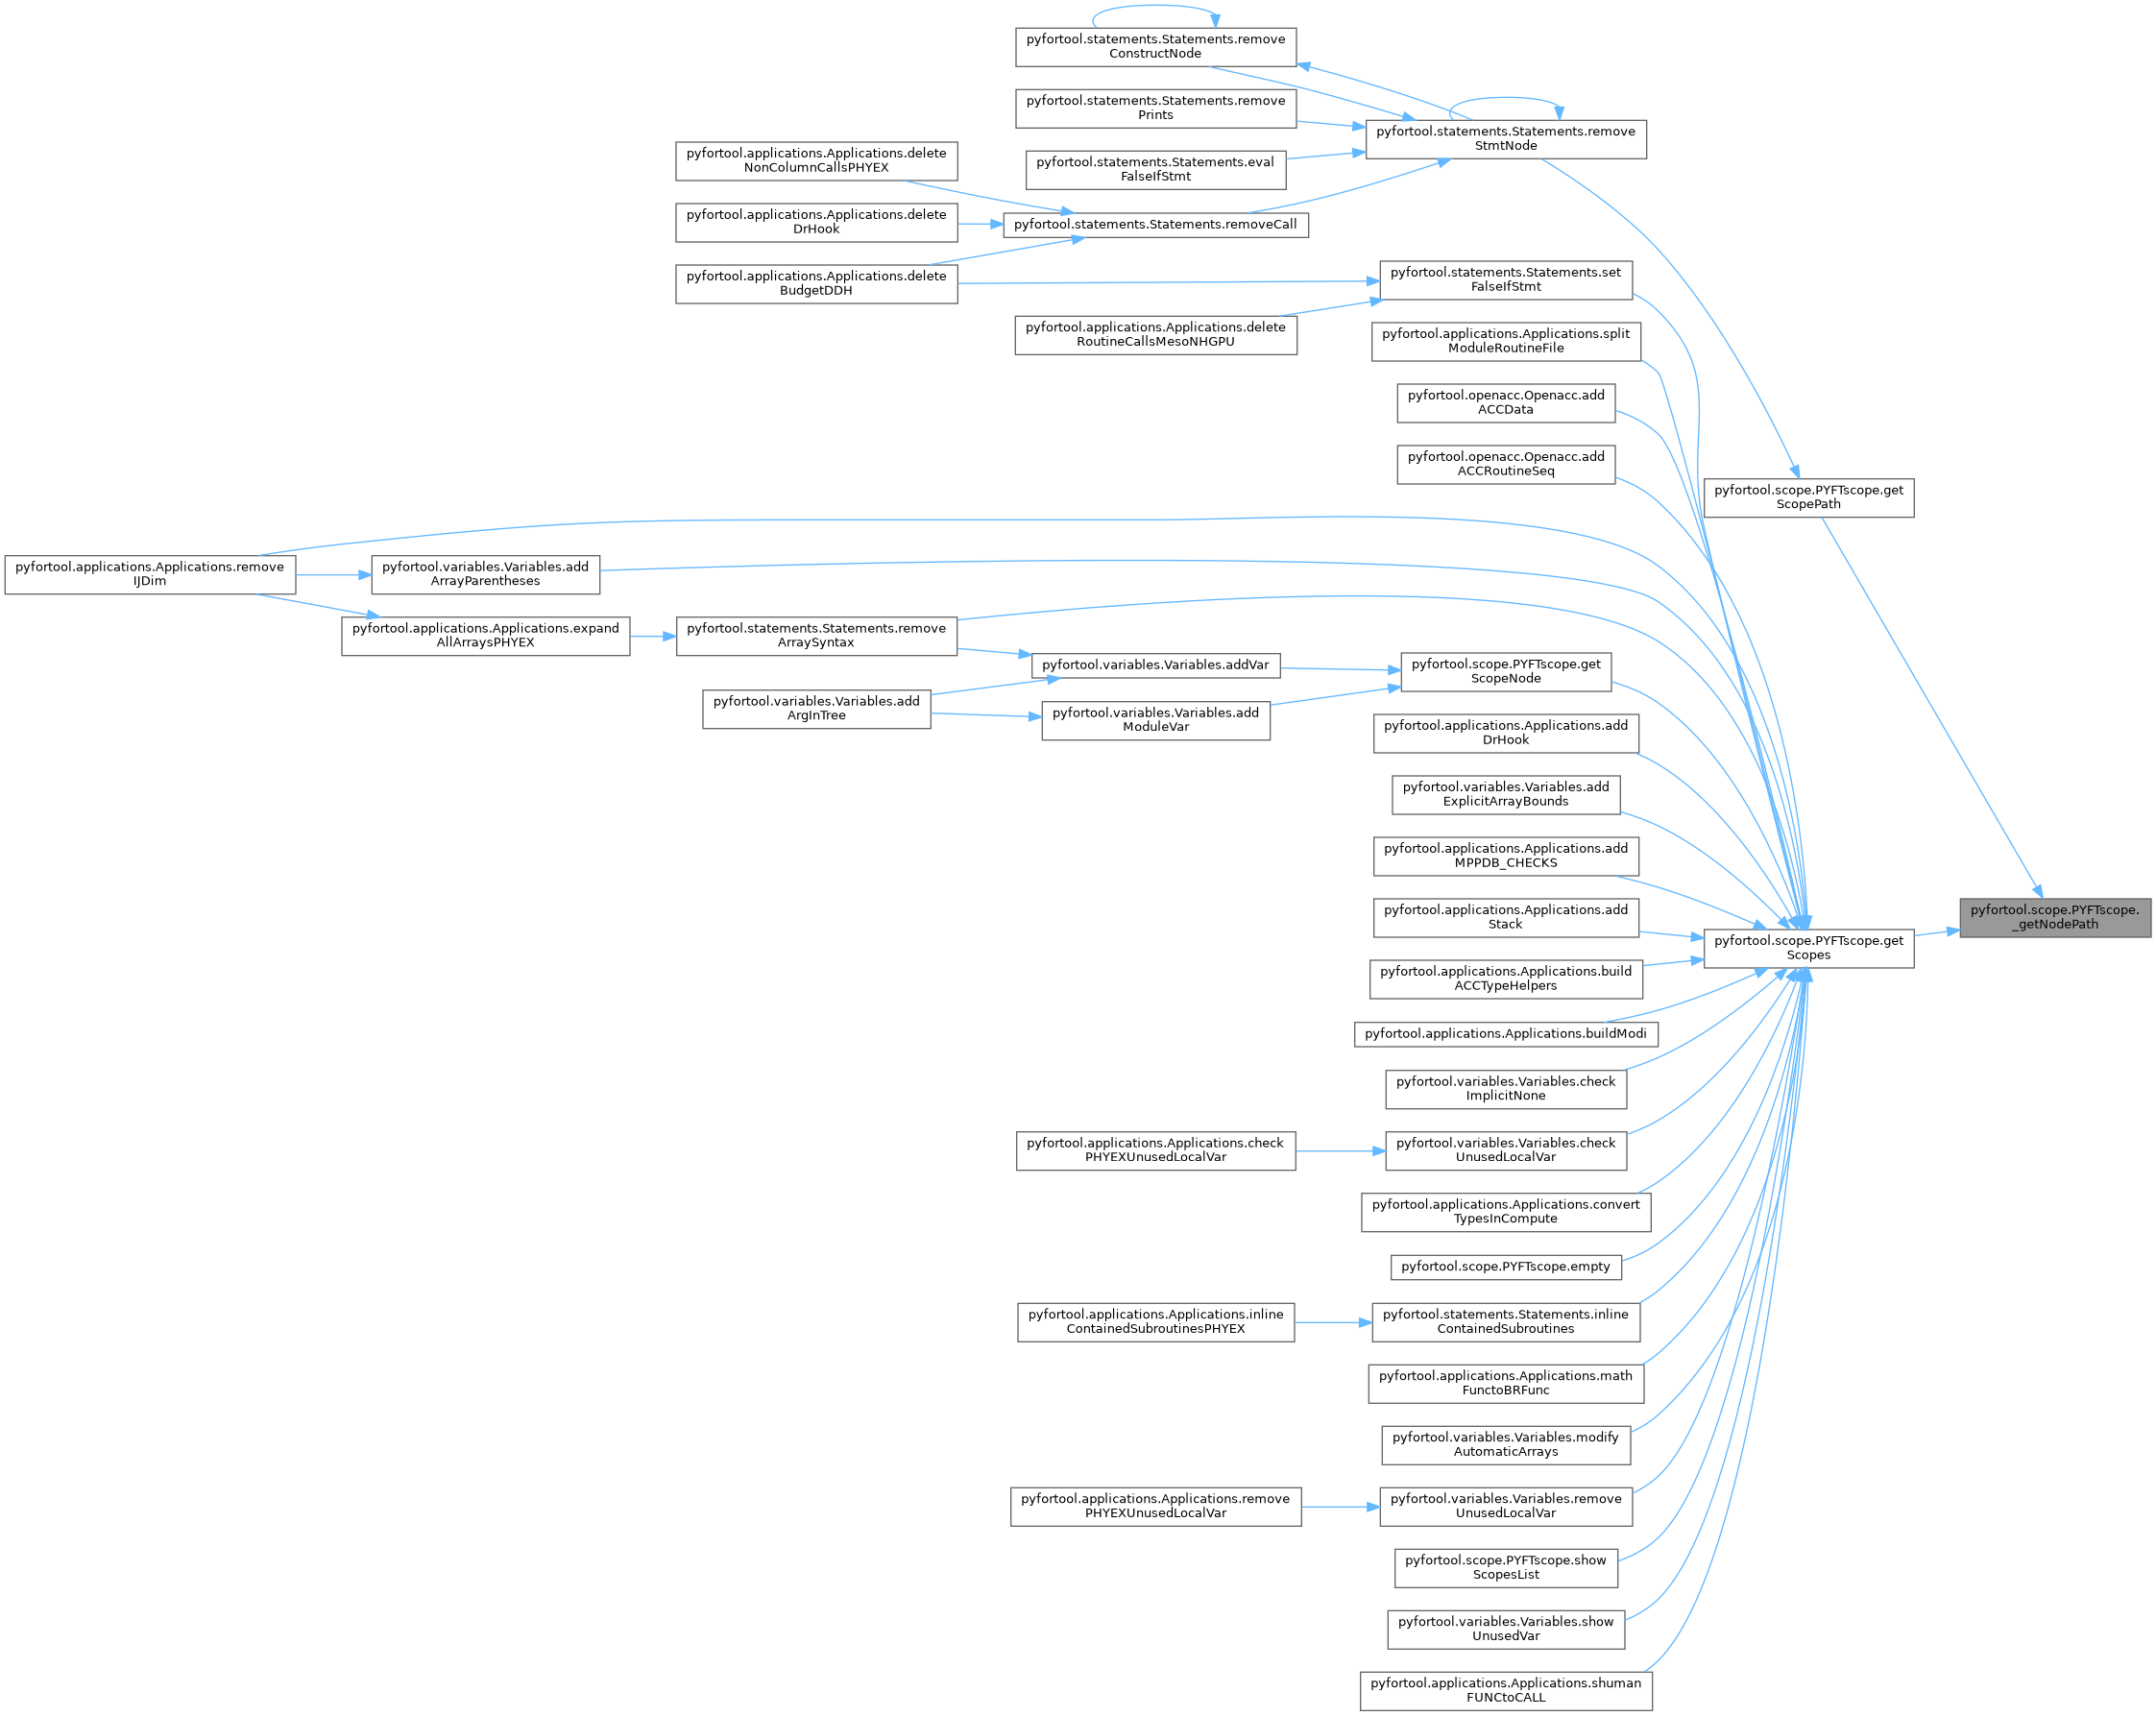 pyfortool.statements.Statements.remove
ConstructNode
pyfortool.statements.Statements.remove
Prints
pyfortool.statements.Statements.remove
StmtNode
pyfortool.applications.Applications.delete
NonColumnCallsPHYEX
pyfortool.statements.Statements.eval
FalseIfStmt
pyfortool.applications.Applications.delete
DrHook
pyfortool.statements.Statements.removeCall
pyfortool.applications.Applications.delete
BudgetDDH
pyfortool.statements.Statements.set
FalseIfStmt
pyfortool.applications.Applications.delete
RoutineCallsMesoNHGPU
pyfortool.applications.Applications.split
ModuleRoutineFile
pyfortool.openacc.Openacc.add
ACCData
pyfortool.openacc.Openacc.add
ACCRoutineSeq
pyfortool.scope.PYFTscope.get
ScopePath
pyfortool.applications.Applications.remove
IJDim
pyfortool.variables.Variables.add
ArrayParentheses
pyfortool.applications.Applications.expand
AllArraysPHYEX
pyfortool.statements.Statements.remove
ArraySyntax
pyfortool.variables.Variables.addVar
pyfortool.scope.PYFTscope.get
ScopeNode
pyfortool.variables.Variables.add
ArgInTree
pyfortool.variables.Variables.add
ModuleVar
pyfortool.applications.Applications.add
DrHook
pyfortool.variables.Variables.add
ExplicitArrayBounds
pyfortool.applications.Applications.add
MPPDB_CHECKS
pyfortool.applications.Applications.add
Stack
pyfortool.scope.PYFTscope.
_getNodePath
pyfortool.scope.PYFTscope.get
Scopes
pyfortool.applications.Applications.build
ACCTypeHelpers
pyfortool.applications.Applications.buildModi
pyfortool.variables.Variables.check
ImplicitNone
pyfortool.applications.Applications.check
PHYEXUnusedLocalVar
pyfortool.variables.Variables.check
UnusedLocalVar
pyfortool.applications.Applications.convert
TypesInCompute
pyfortool.scope.PYFTscope.empty
pyfortool.applications.Applications.inline
ContainedSubroutinesPHYEX
pyfortool.statements.Statements.inline
ContainedSubroutines
pyfortool.applications.Applications.math
FunctoBRFunc
pyfortool.variables.Variables.modify
AutomaticArrays
pyfortool.applications.Applications.remove
PHYEXUnusedLocalVar
pyfortool.variables.Variables.remove
UnusedLocalVar
pyfortool.scope.PYFTscope.show
ScopesList
pyfortool.variables.Variables.show
UnusedVar
pyfortool.applications.Applications.shuman
FUNCtoCALL